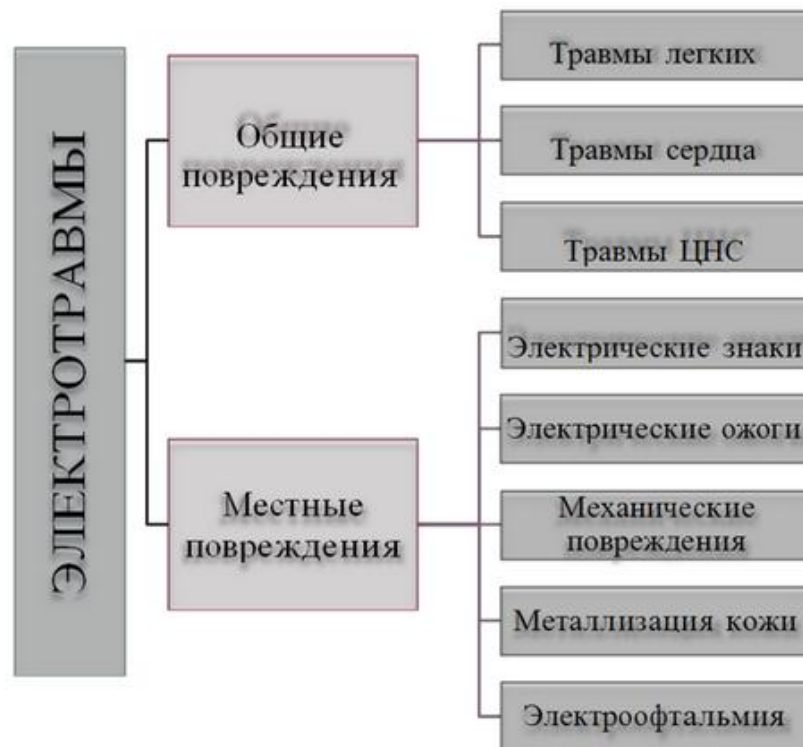 ЭЛЕКТРОТРАВМЫ
Общие
повреждения
Травмы легких
Травмы сердца
Травмы ЦНС
Местные
повреждения
Электрические знаки
Электрические ожоги
Механические
повреждения
Металлизация кожи
Электроофтальмия